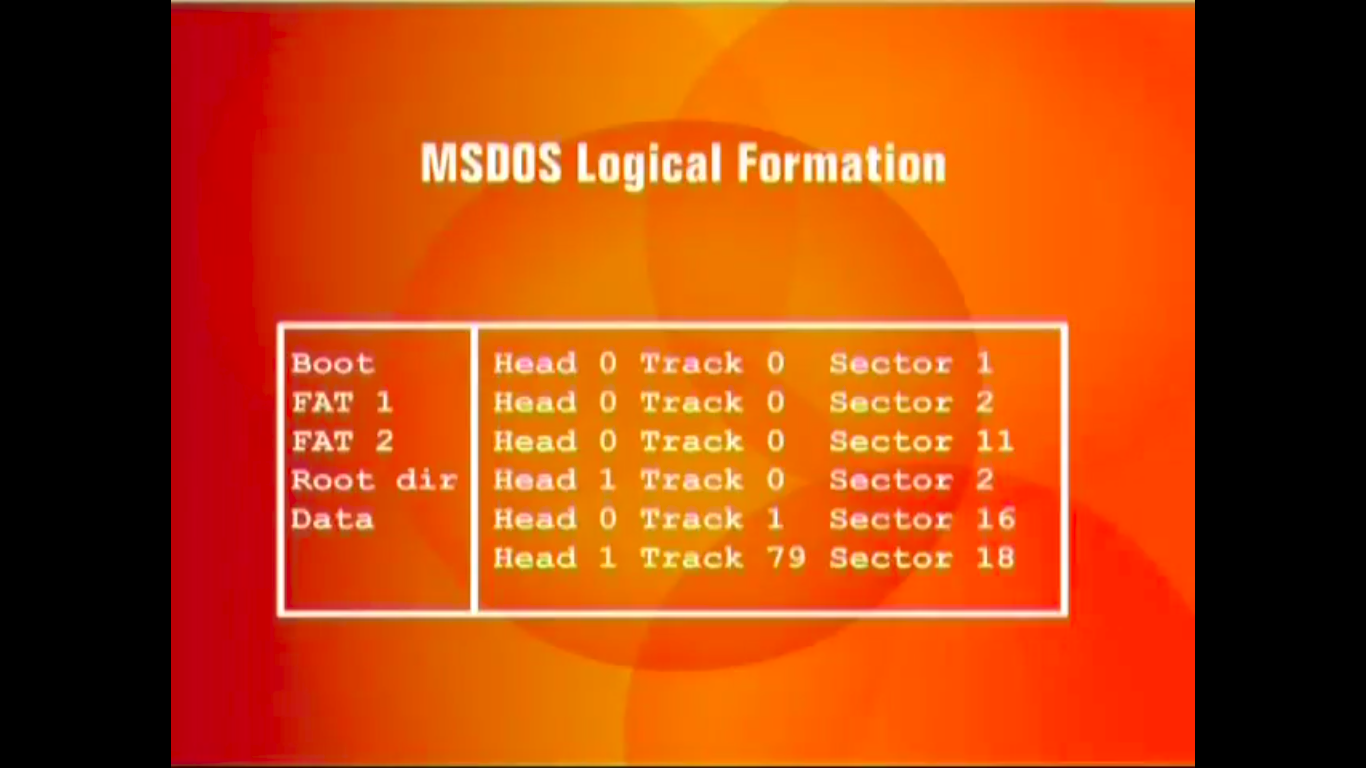 MSDOS Logical Formation
Boot Head 0 Track 0 Sector 1
FAT 1 Head 0 Track 0 Sector 2
FAT 2 Head 0 Track 0 Sector 11
Root dir Head 1 Track 0 Sector 2
Data Head 0 Track 1 Sector 16
Head 1 Track 79 Sector 18